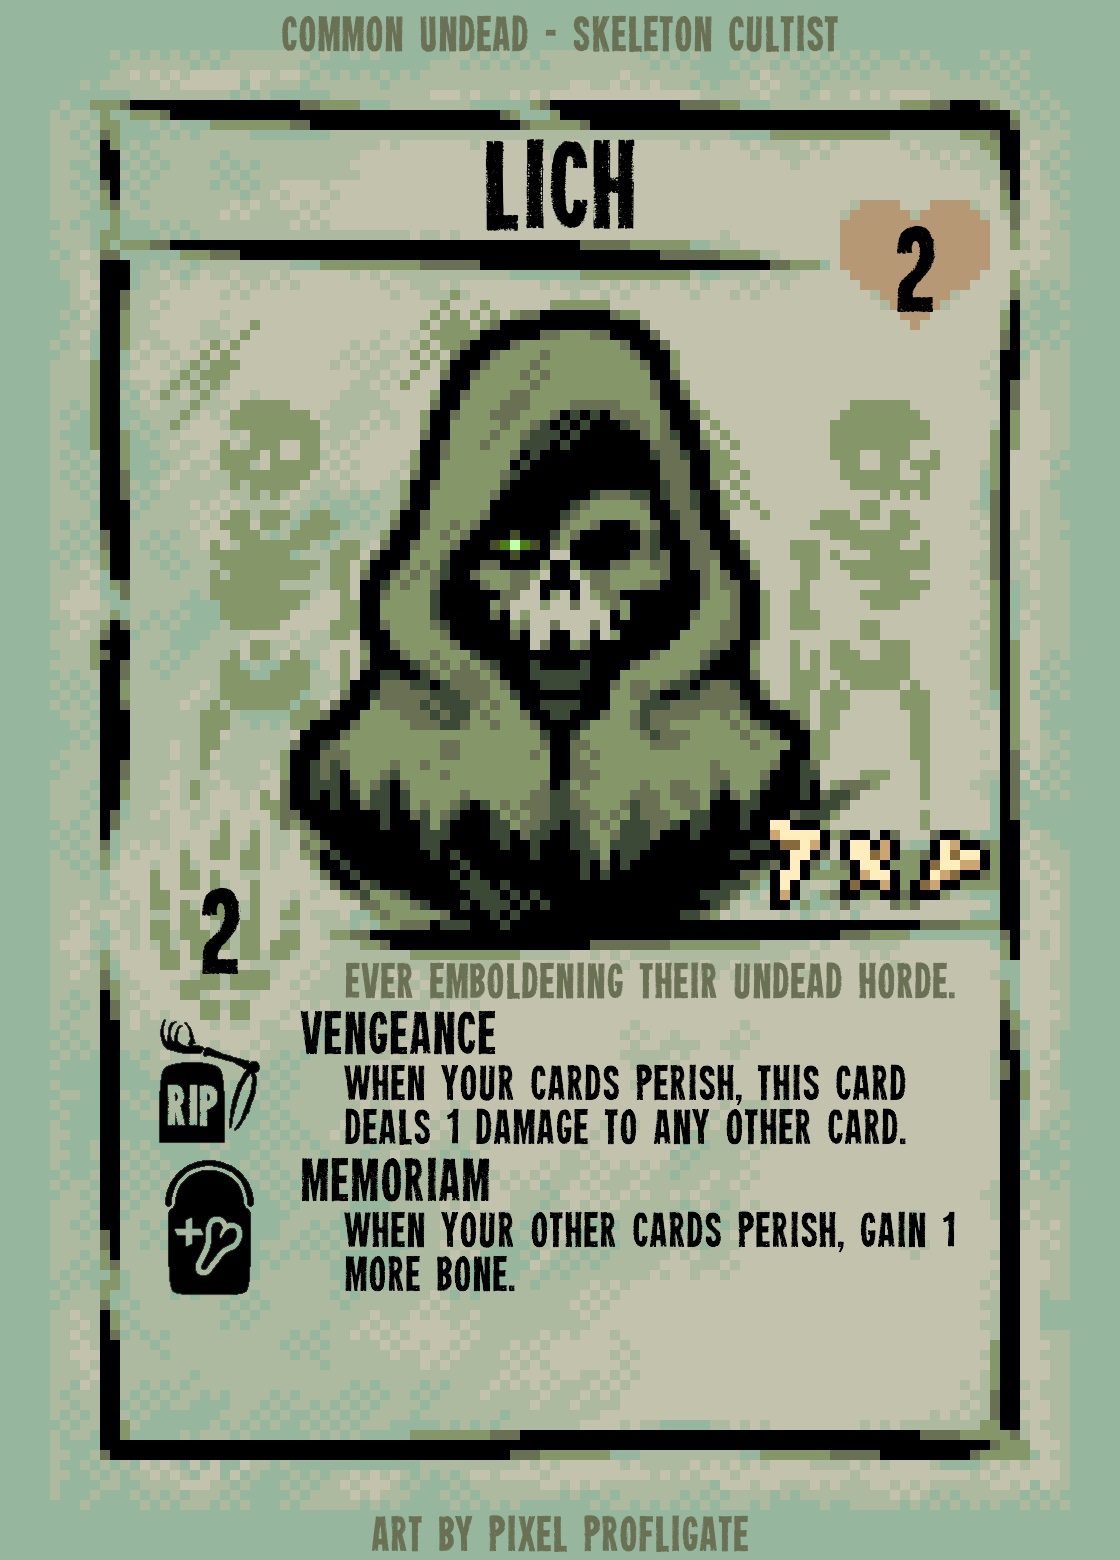 COMMON UNDEAD - SKELETON CULTIST
LICH
2
7 X
2
EVER EMBOLDENING THEIR UNDEAD HORDE.
VENGEANCE
WHEN YOUR CARDS PERISH, THIS CARD
DEALS 1 DAMAGE TO ANY OTHER CARD.
RIP
MEMORIAM
WHEN YOUR OTHER CARDS PERISH, GAIN 1
MORE BONE.
+
ART BY PIXEL PROFLIGATE